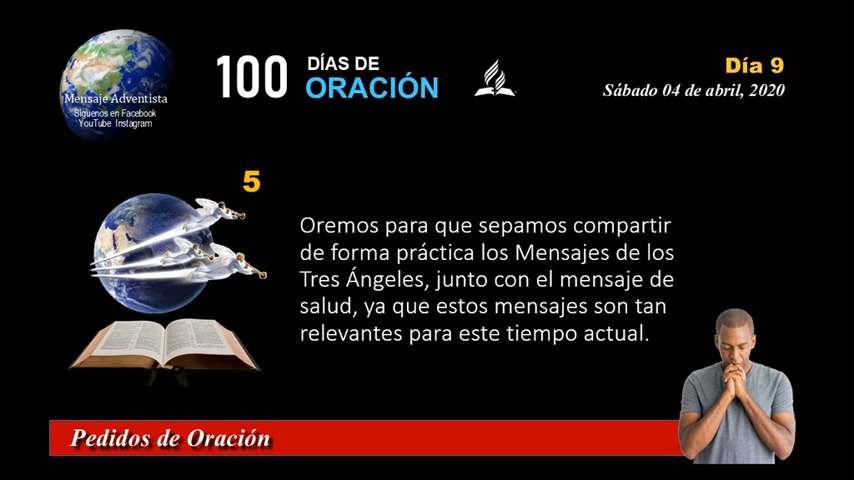 Mensaje Adventista
Síguenos en Facebook
YouTube Instagram
100
DÍAS DE
ORACIÓN
Día 9
Sábado 04 de abril, 2020
5
Oremos para que sepamos compartir
de forma práctica los Mensajes de los
Tres Ángeles, junto con el mensaje de
salud, ya que estos mensajes son tan
relevantes para este tiempo actual.
Pedidos de Oración